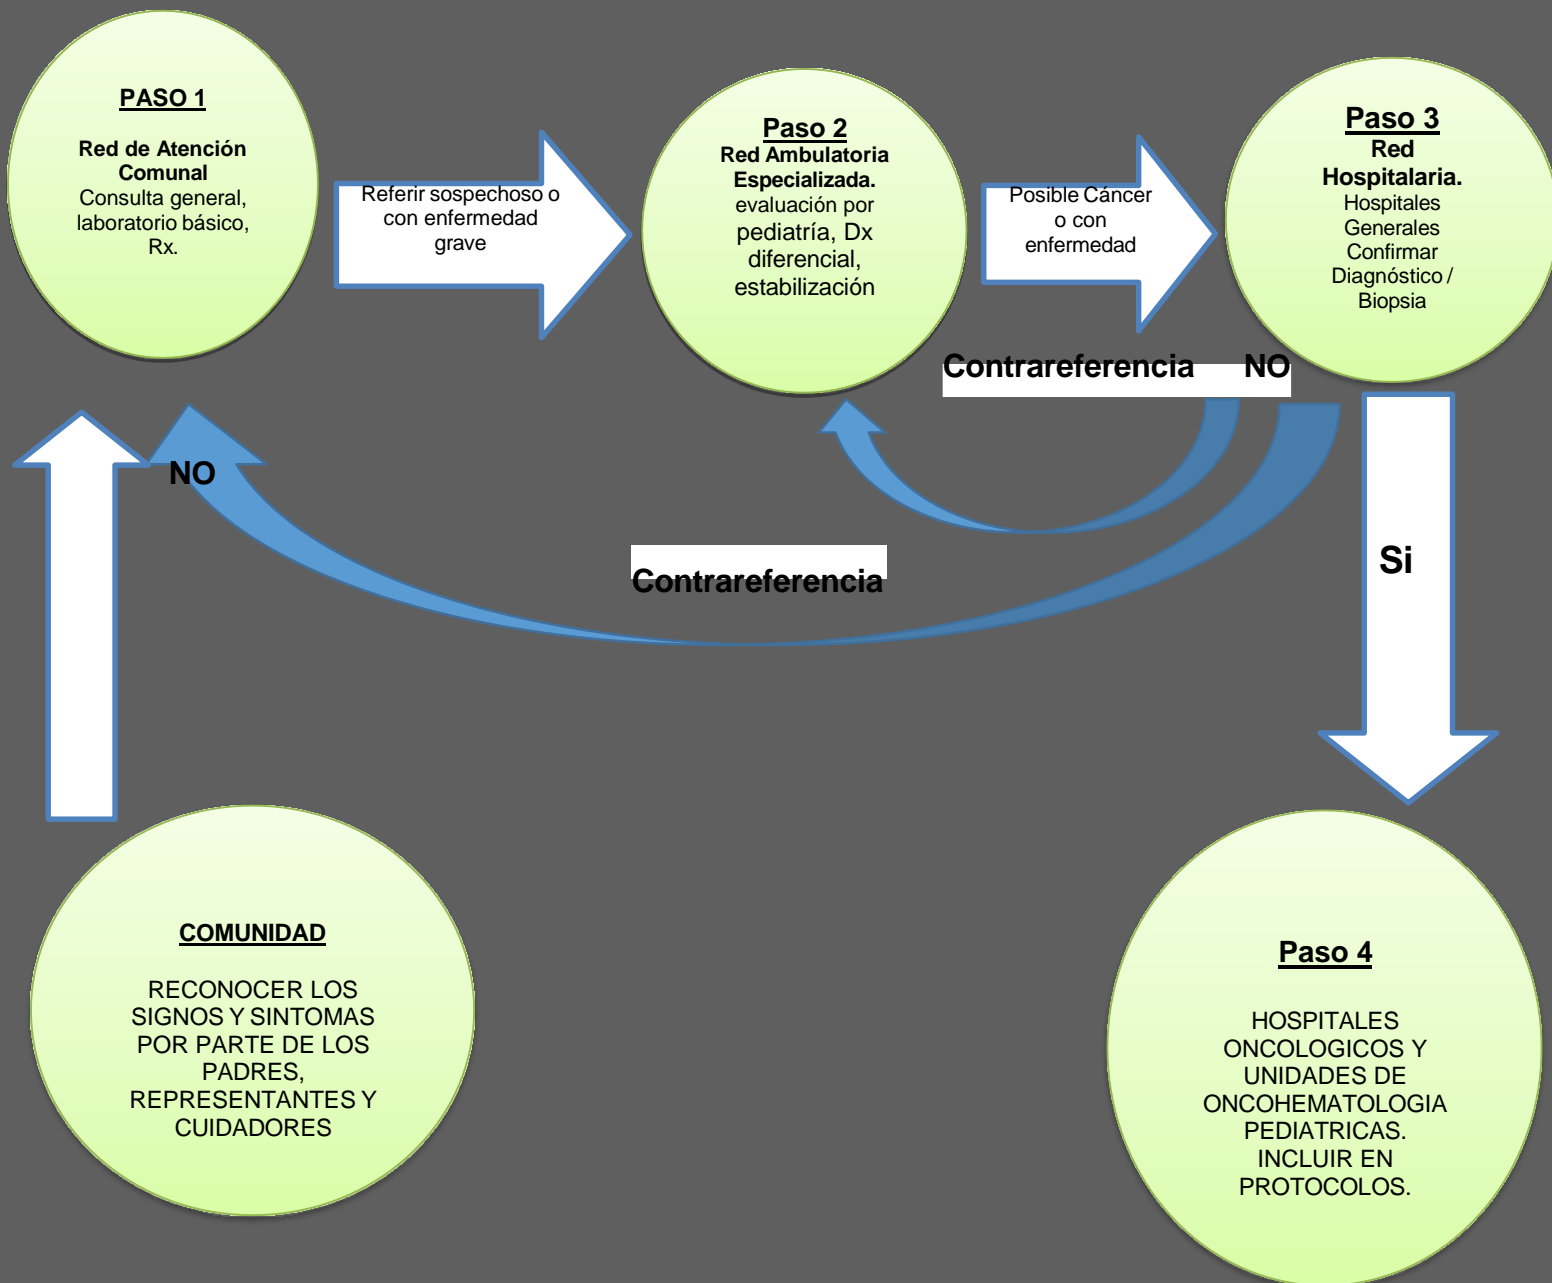 PASO 1
Red de Atención
Comunal
Consulta general,
laboratorio básico,
Rx.
Referir sospechoso o
con enfermedad
grave
Paso 2
Red Ambulatoria
Especializada.
evaluación por
pediatría, Dx
diferencial,
estabilización
Posible Cáncer
o con
enfermedad
Paso 3
Red
Hospitalaria.
Hospitales
Generales
Confirmar
Diagnóstico /
Biopsia
Contrareferencia NO
NO
Contrareferencia
Si
COMUNIDAD
RECONOCER LOS
SIGNOS Y SINTOMAS
POR PARTE DE LOS
PADRES,
REPRESENTANTES Y
CUIDADORES
Paso 4
HOSPITALES
ONCOLOGICOS Y
UNIDADES DE
ONCOHEMATOLOGIA
PEDIATRICAS.
INCLUIR EN
PROTOCOLOS.